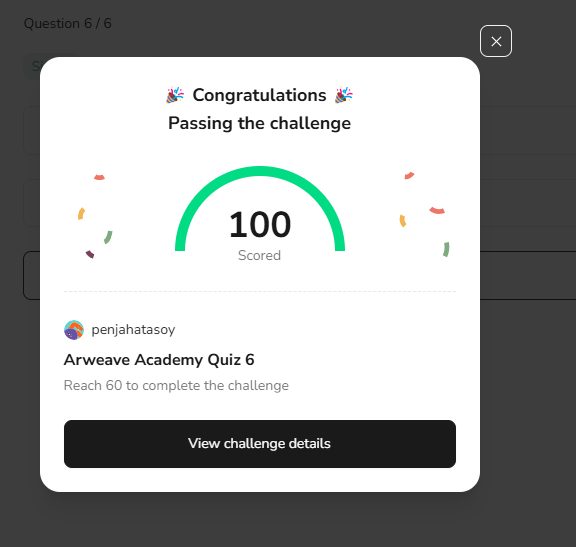 Question 6 / 6
Congratulations
Passing the challenge
100
Scored
penjahatasoy
Arweave Academy Quiz 6
Reach 60 to complete the challenge
View challenge details